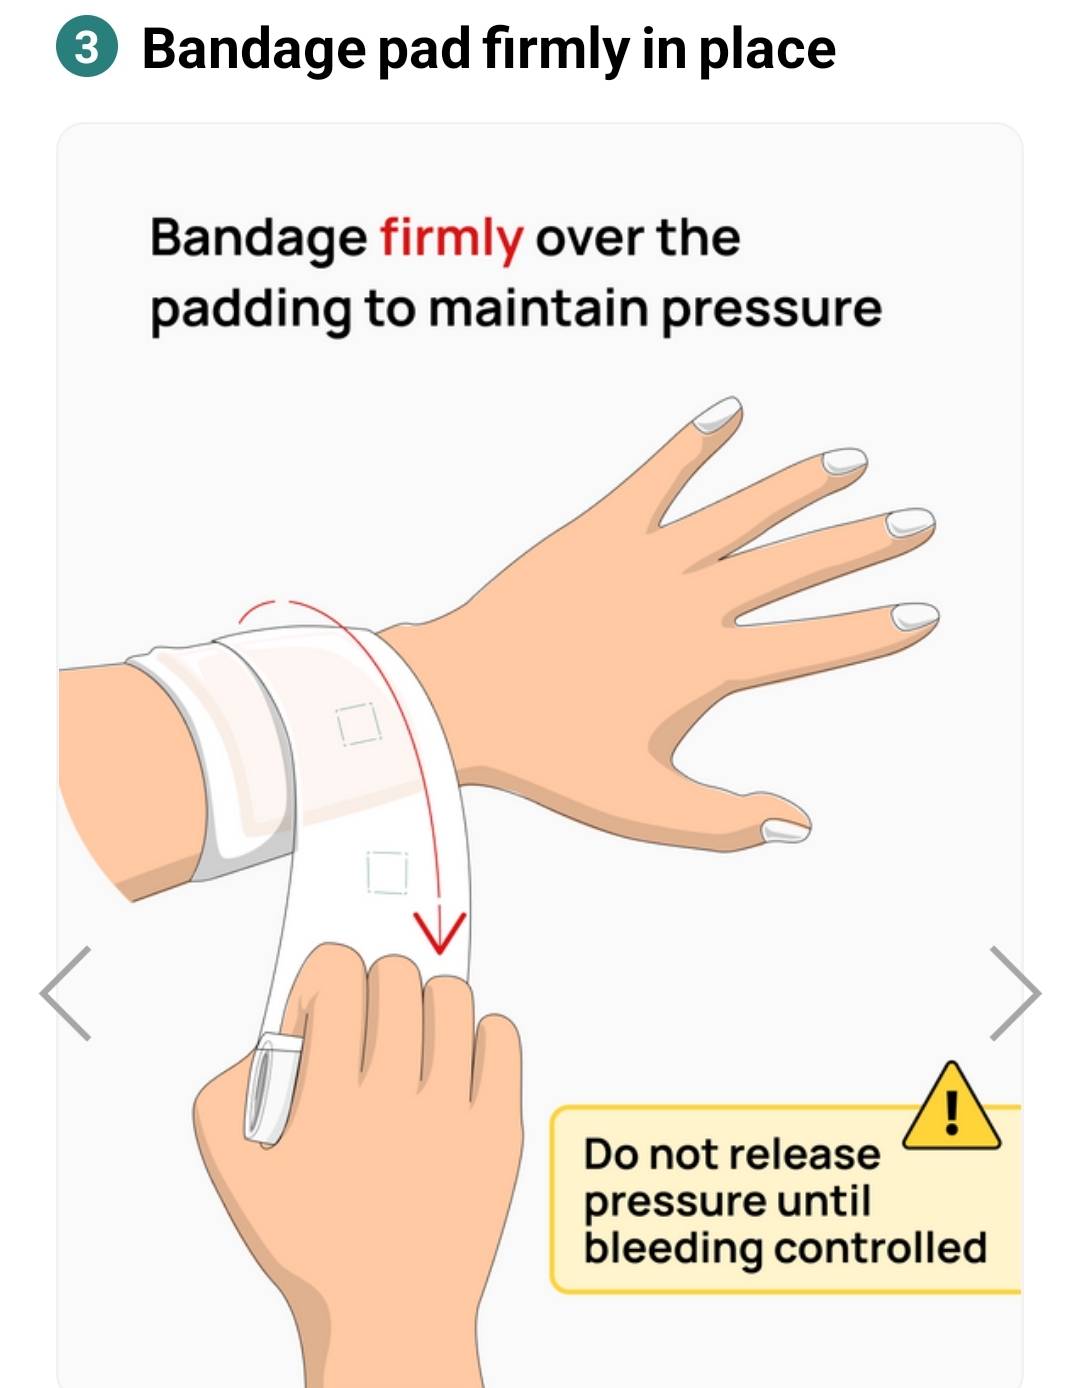 3 Bandage pad firmly in place
Bandage firmly over the
padding to maintain pressure
Do not release
pressure until
bleeding controlled